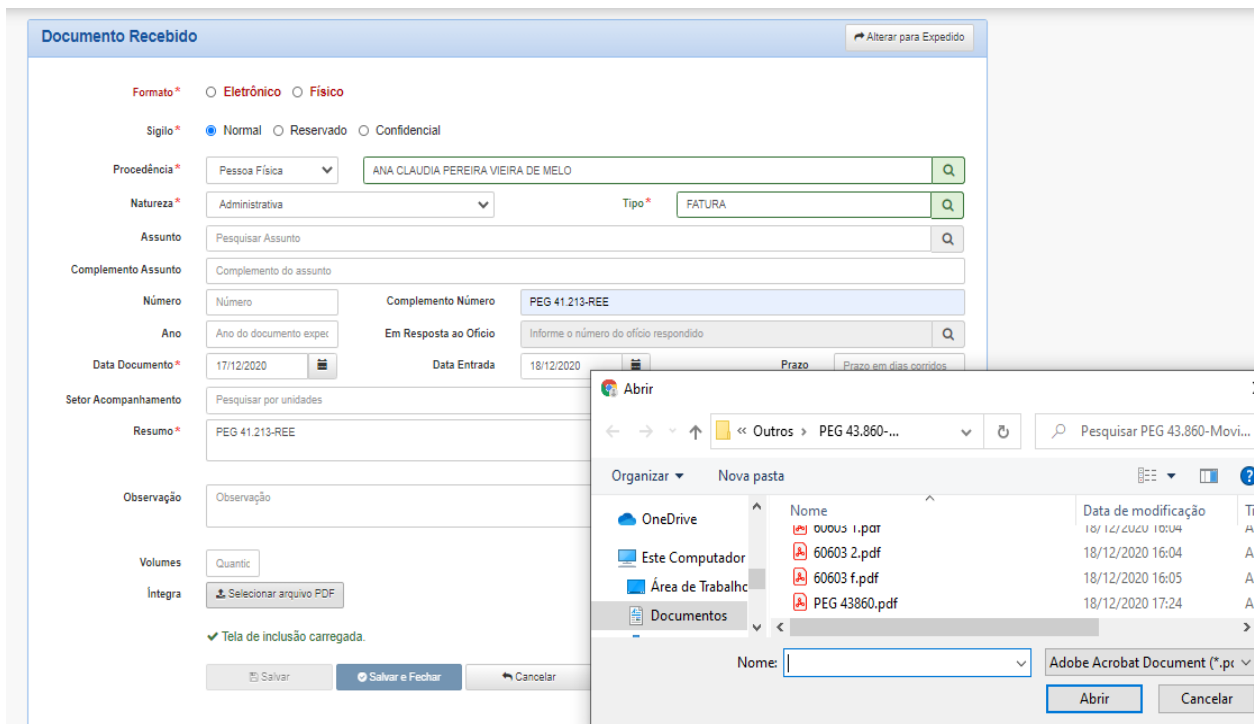 Documento Recebido
Alterar para Expedido
Formato* Eletrônico Físico
Sigilo* Normal Reservado Confidencial
Procedência* Pessoa Física ANA CLAUDIA PEREIRA VIEIRA DE MELO
Natureza* Administrativa Tipo* FATURA
Assunto Pesquisar Assunto
Complemento Assunto Complemento do assunto
Número Número Complemento Número PEG 41.213-REE
Ano Ano do documento expec Em Resposta ao Ofício Informe o número do ofício respondido
Data Documento* 17/12/2020 Data Entrada 18/12/2020 Prazo Prazo em dias corridos
Setor Acompanhamento Pesquisar por unidades
Resumo* PEG 41.213-REE
Observação Observação
Volumes Quantic
Íntegra Selecionar arquivo PDF
Tela de inclusão carregada.
Salvar Salvar e Fechar Cancelar
Abrir
« Outros › PEG 43.860-... Pesquisar PEG 43.860-Movi...
Organizar Nova pasta
OneDrive
Este Computador
Área de Trabalho
Documentos
Nome Data de modificação Ti
60603 1.pdf 18/12/2020 16:04 A
60603 2.pdf 18/12/2020 16:04 A
60603 f.pdf 18/12/2020 16:05 A
PEG 43860.pdf 18/12/2020 17:24 A
Nome: Adobe Acrobat Document (*.pc
Abrir Cancelar